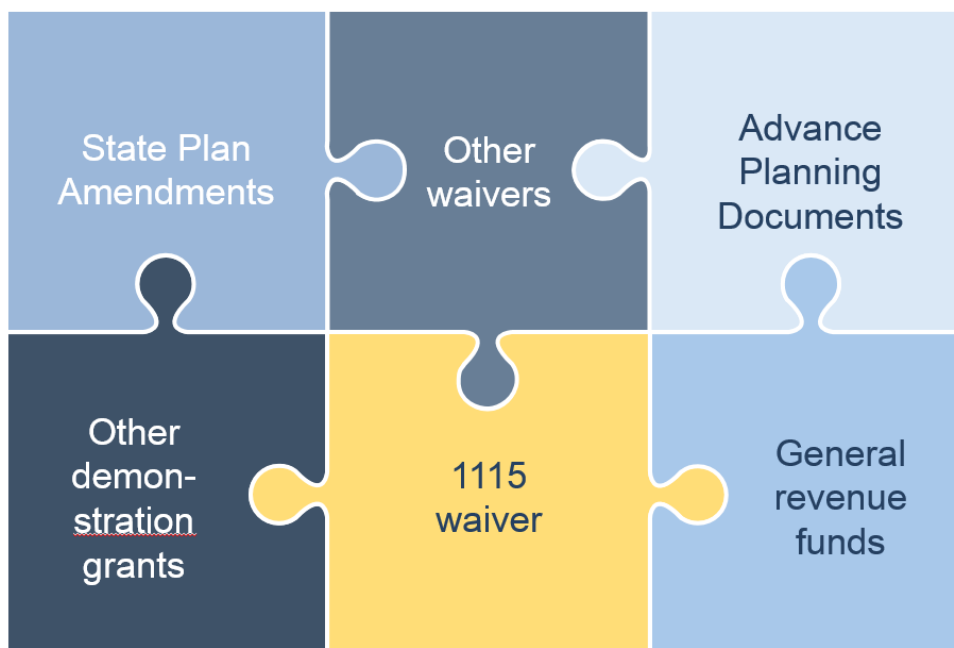 State Plan
Amendments
Other
waivers
Advance
Planning
Documents
Other
demon-
stration
grants
1115
waiver
General
revenue
funds